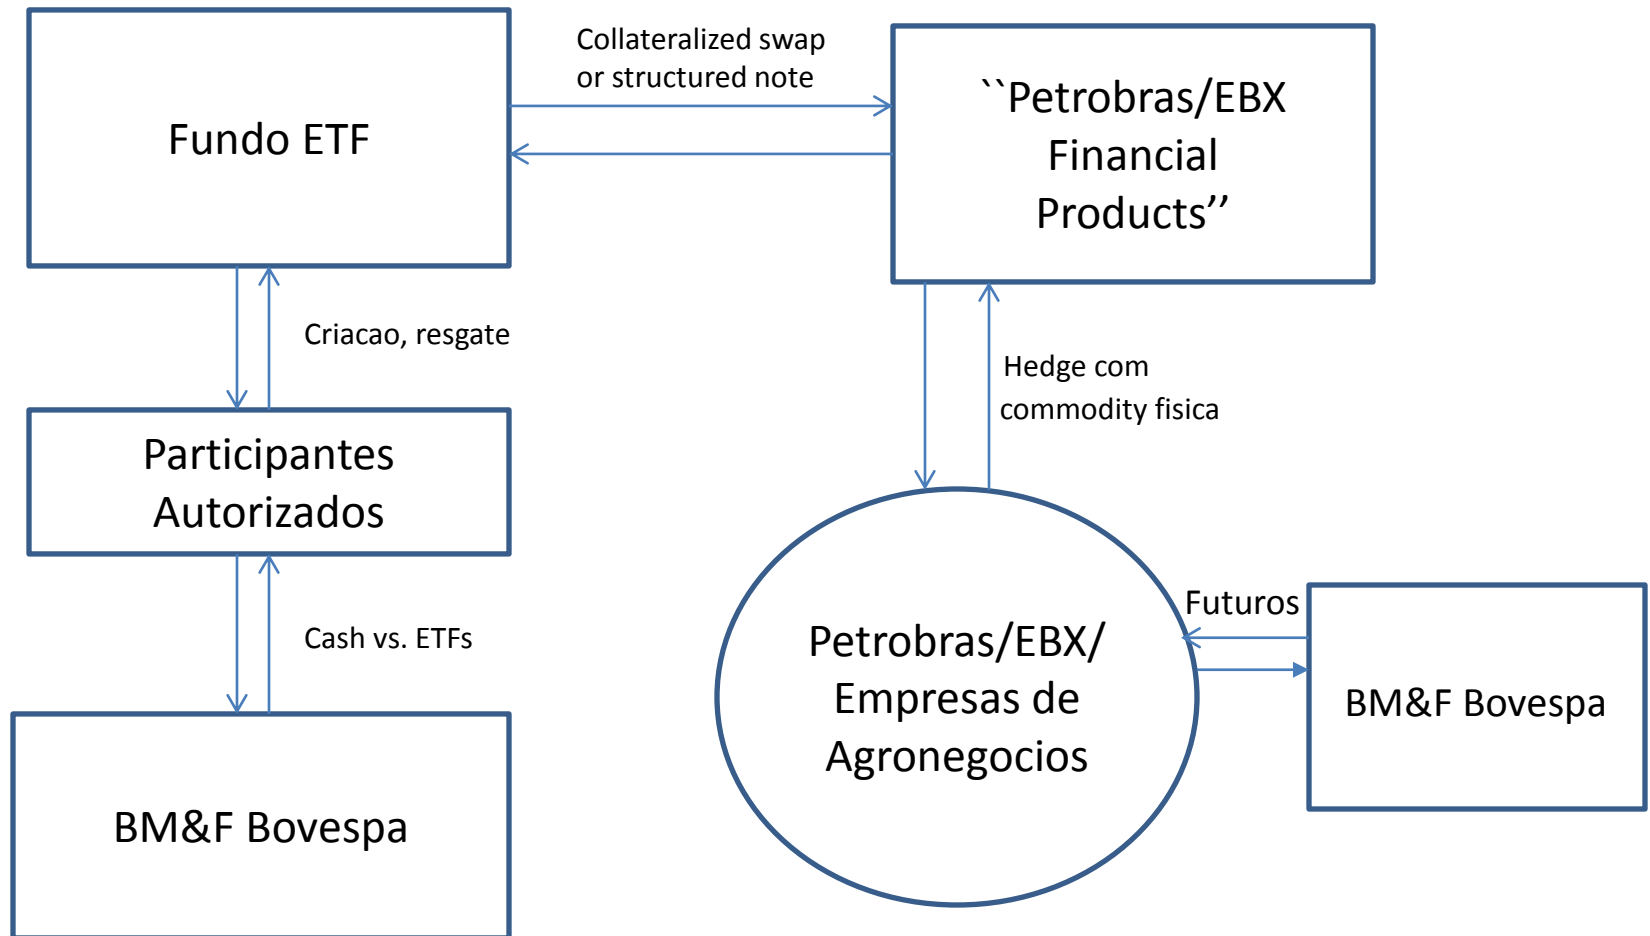 Fundo ETF
Collateralized swap
or structured note
``Petrobras/EBX
Financial
Products’’
Criacao, resgate
Hedge com
commodity fisica
Participantes
Autorizados
Cash vs. ETFs
Petrobras/EBX/
Empresas de
Agronegocios
Futuros
BM&F Bovespa
BM&F Bovespa